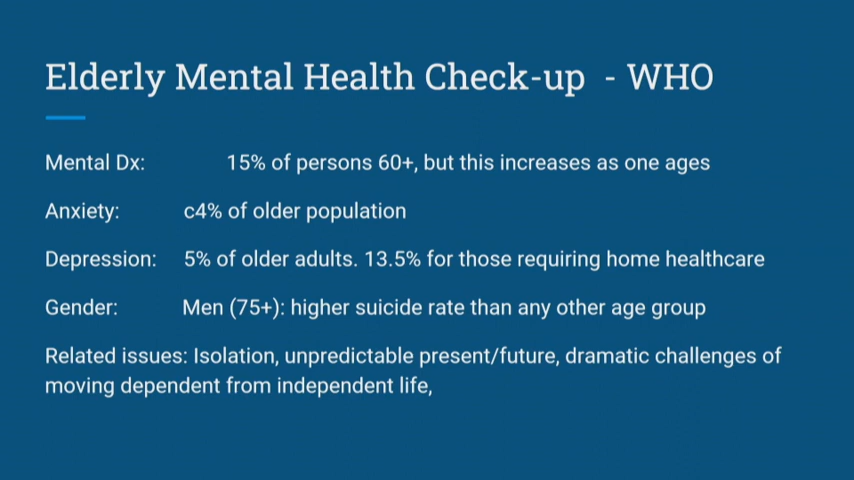 Elderly Mental Health Check-up - WHO
Mental Dx: 15% of persons 60+, but this increases as one ages
Anxiety: c4% of older population
Depression: 5% of older adults. 13.5% for those requiring home healthcare
Gender: Men (75+): higher suicide rate than any other age group
Related issues: Isolation, unpredictable present/future, dramatic challenges of
moving dependent from independent life,